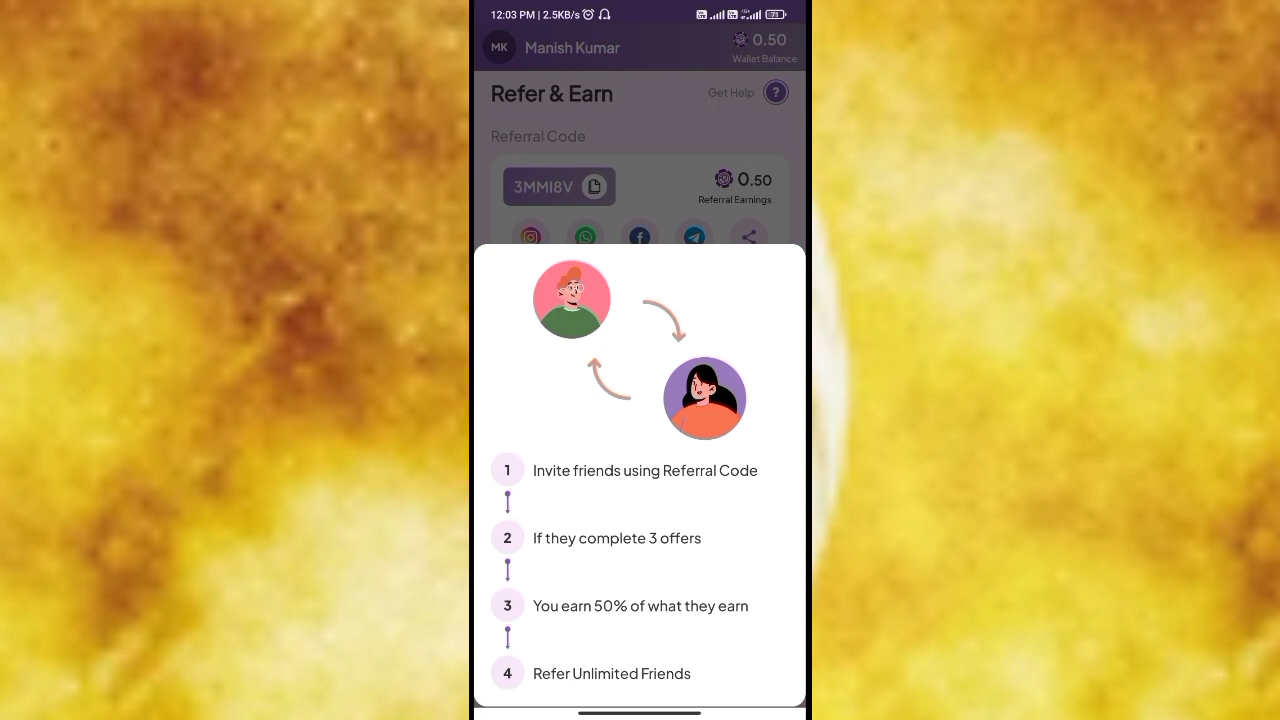 12:03 PM | 2.5KB/s
71
MK
Manish Kumar
0.50
Wallet Balance
Refer & Earn
Get Help
?
Referral Code
3MMI8V
0.50
Referral Earnings
1 Invite friends using Referral Code
2 If they complete 3 offers
3 You earn 50% of what they earn
4 Refer Unlimited Friends